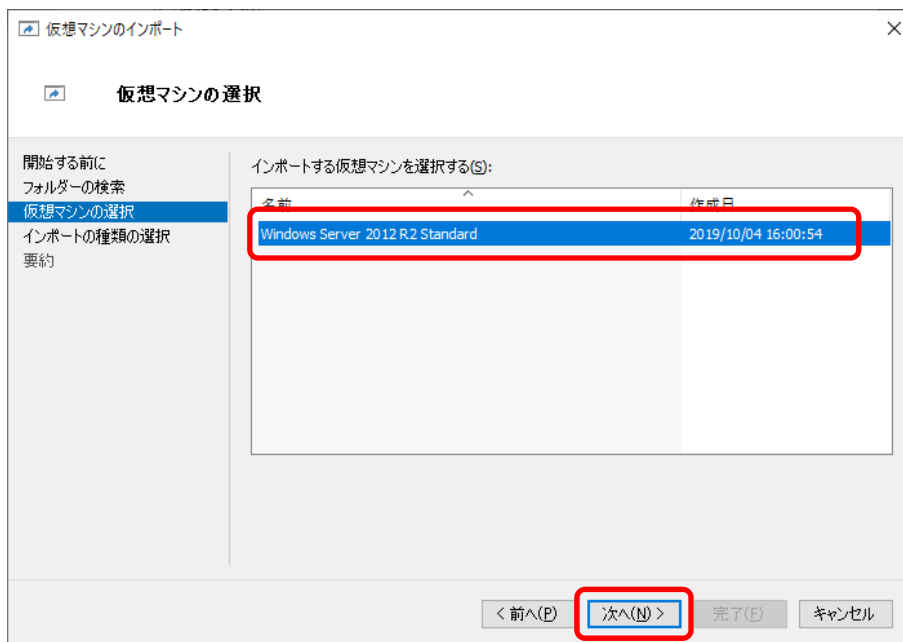 仮想マシンのインポート
仮想マシンの選択
開始する前に
フォルダーの検索
仮想マシンの選択
インポートの種類の選択
要約
インポートする仮想マシンを選択する(S):
名前 作成日
Windows Server 2012 R2 Standard 2019/10/04 16:00:54
< 前へ(P) 次へ(N) > 完了(F) キャンセル